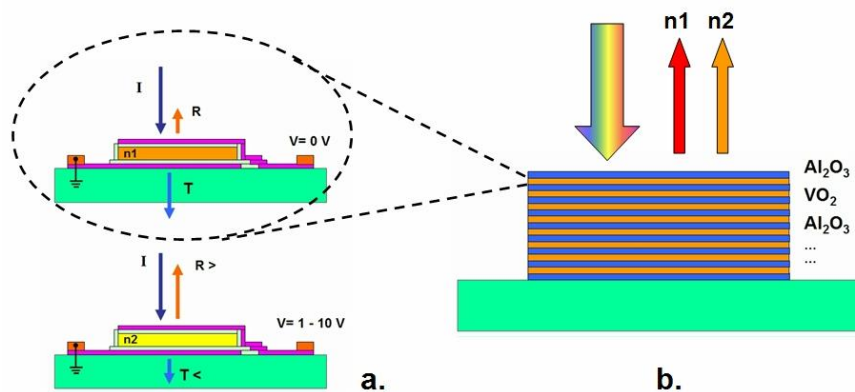 I
R
V= 0 V
n1
T
I
R >
V= 1 - 10 V
n2
T <
a.
n1 n2
Al₂O₃
VO₂
Al₂O₃
...
...
b.